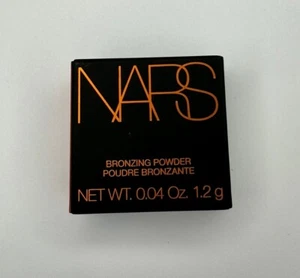 NARS
BRONZING POWDER
POUDRE BRONZANTE
NET WT. 0.04 Oz. 1.2 g